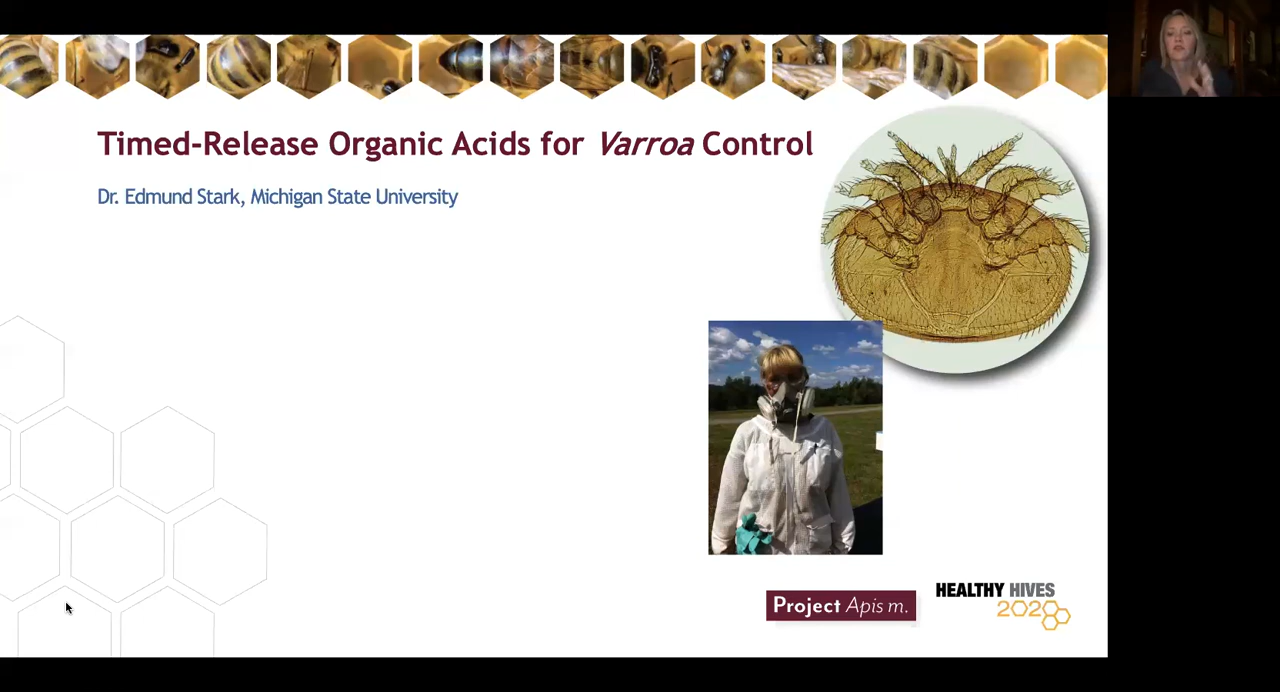 Timed-Release Organic Acids for Varroa Control
Dr. Edmund Stark, Michigan State University
Project Apis m.
HEALTHY HIVES
2020